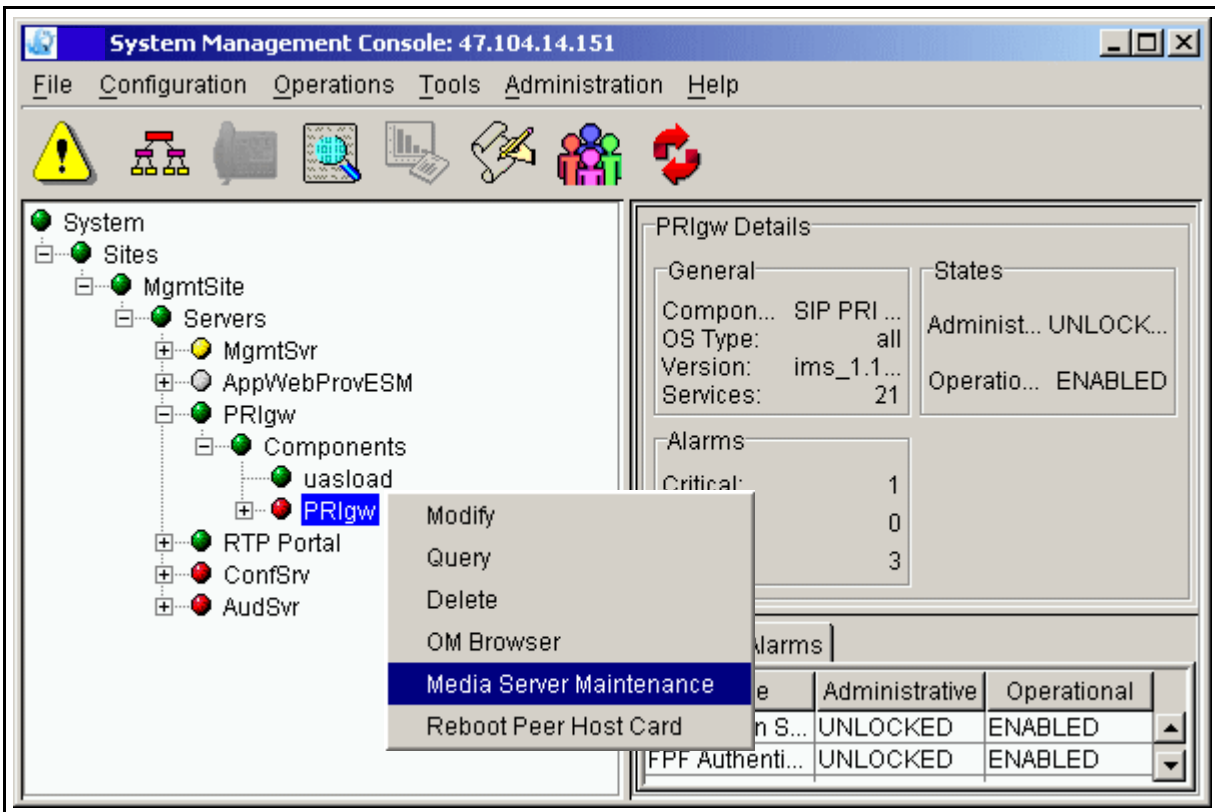 System Management Console: 47.104.14.151
File Configuration Operations Tools Administration Help
System
Sites
MgmtSite
Servers
MgmtSvr
AppWebProvESM
PRIgw
Components
uasload
PRIgw
RTP Portal
ConfSrv
AudSvr
Modify
Query
Delete
OM Browser
Media Server Maintenance
Reboot Peer Host Card
PRIgw Details
General
Compon... SIP PRI ...
OS Type: all
Version: ims_1.1...
Services: 21
States
Administ... UNLOCK...
Operatio... ENABLED
Alarms
Critical: 1
0
3
Alarms
e Administrative Operational
n S... UNLOCKED ENABLED
FPF Authenti... UNLOCKED ENABLED